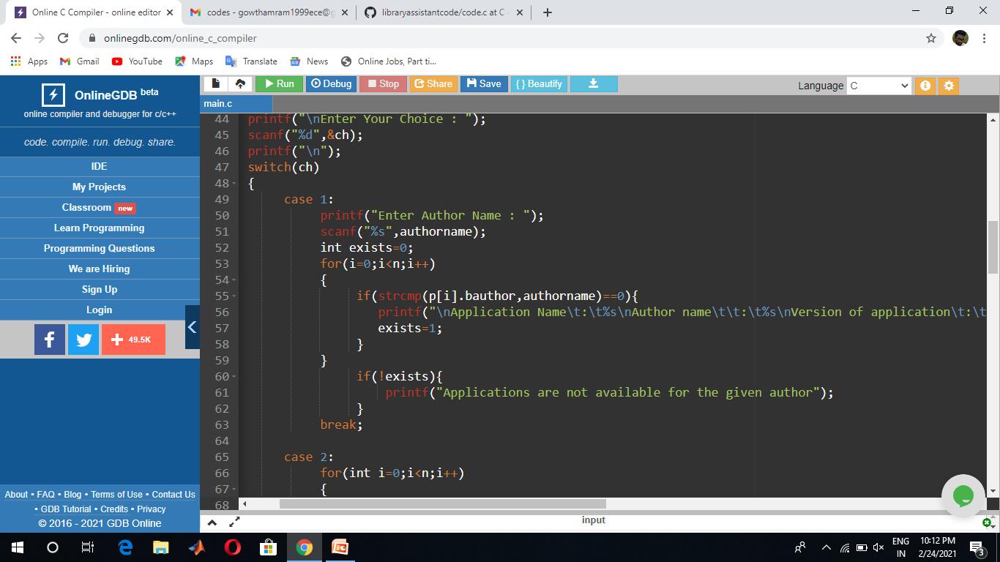 Online C Compiler - online editor
codes - gowthamram1999ece@g
libraryassistantcode/code.c at C
onlinegdb.com/online_c_compiler
Apps Gmail YouTube Maps Translate News Online Jobs, Part ti...
OnlineGDB beta
online compiler and debugger for c/c++
code. compile. run. debug. share.
IDE
My Projects
Classroom new
Learn Programming
Programming Questions
We are Hiring
Sign Up
Login
49.5K
About • FAQ • Blog • Terms of Use • Contact Us
• GDB Tutorial • Credits • Privacy
© 2016 - 2021 GDB Online
Run Debug Stop Share Save { } Beautify
Language C
main.c
44 printf("\nEnter Your Choice : ");
45 scanf("%d",&ch);
46 printf("\n");
47 switch(ch)
48 {
49 case 1:
50 printf("Enter Author Name : ");
51 scanf("%s",authorname);
52 int exists=0;
53 for(i=0;i<n;i++)
54 {
55 if(strcmp(p[i].bauthor,authorname)==0){
56 printf("\nApplication Name\t:\t%s\nAuthor name\t\t:\t%s\nVersion of application\t:\t
57 exists=1;
58 }
59 }
60 if(!exists){
61 printf("Applications are not available for the given author");
62 }
63 break;
64
65 case 2:
66 for(int i=0;i<n;i++)
67 {
68
input
ENG
IN
10:12 PM
2/24/2021
3